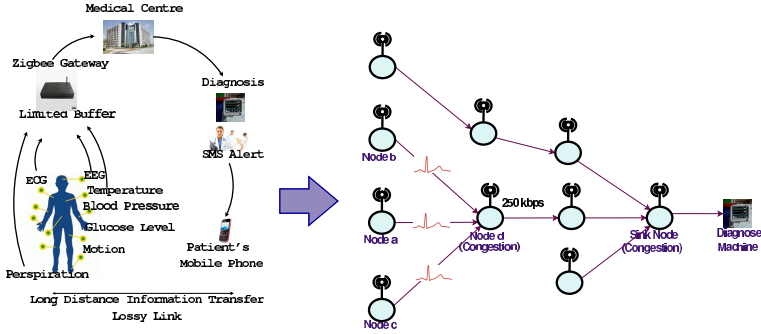 Medical Centre
Zigbee Gateway
Diagnosis
Limited Buffer
SMS Alert
ECG
EEG
Temperature
Blood Pressure
Glucose Level
Motion
Perspiration
Patient's
Mobile Phone
Long Distance Information Transfer
Lossy Link
Node b
Node a
Node c
250 kbps
Node d
(Congestion)
Sink Node
(Congestion)
Diagnose
Machine